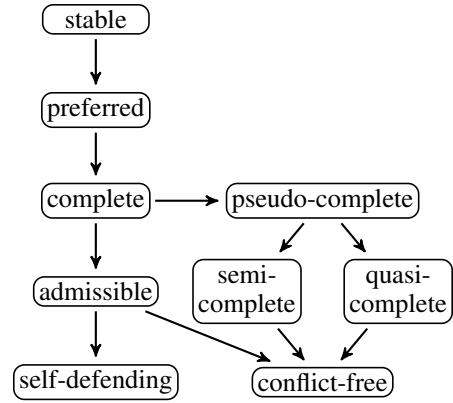 stable
preferred
complete
pseudo-complete
semi-
complete
quasi-
complete
admissible
self-defending
conflict-free